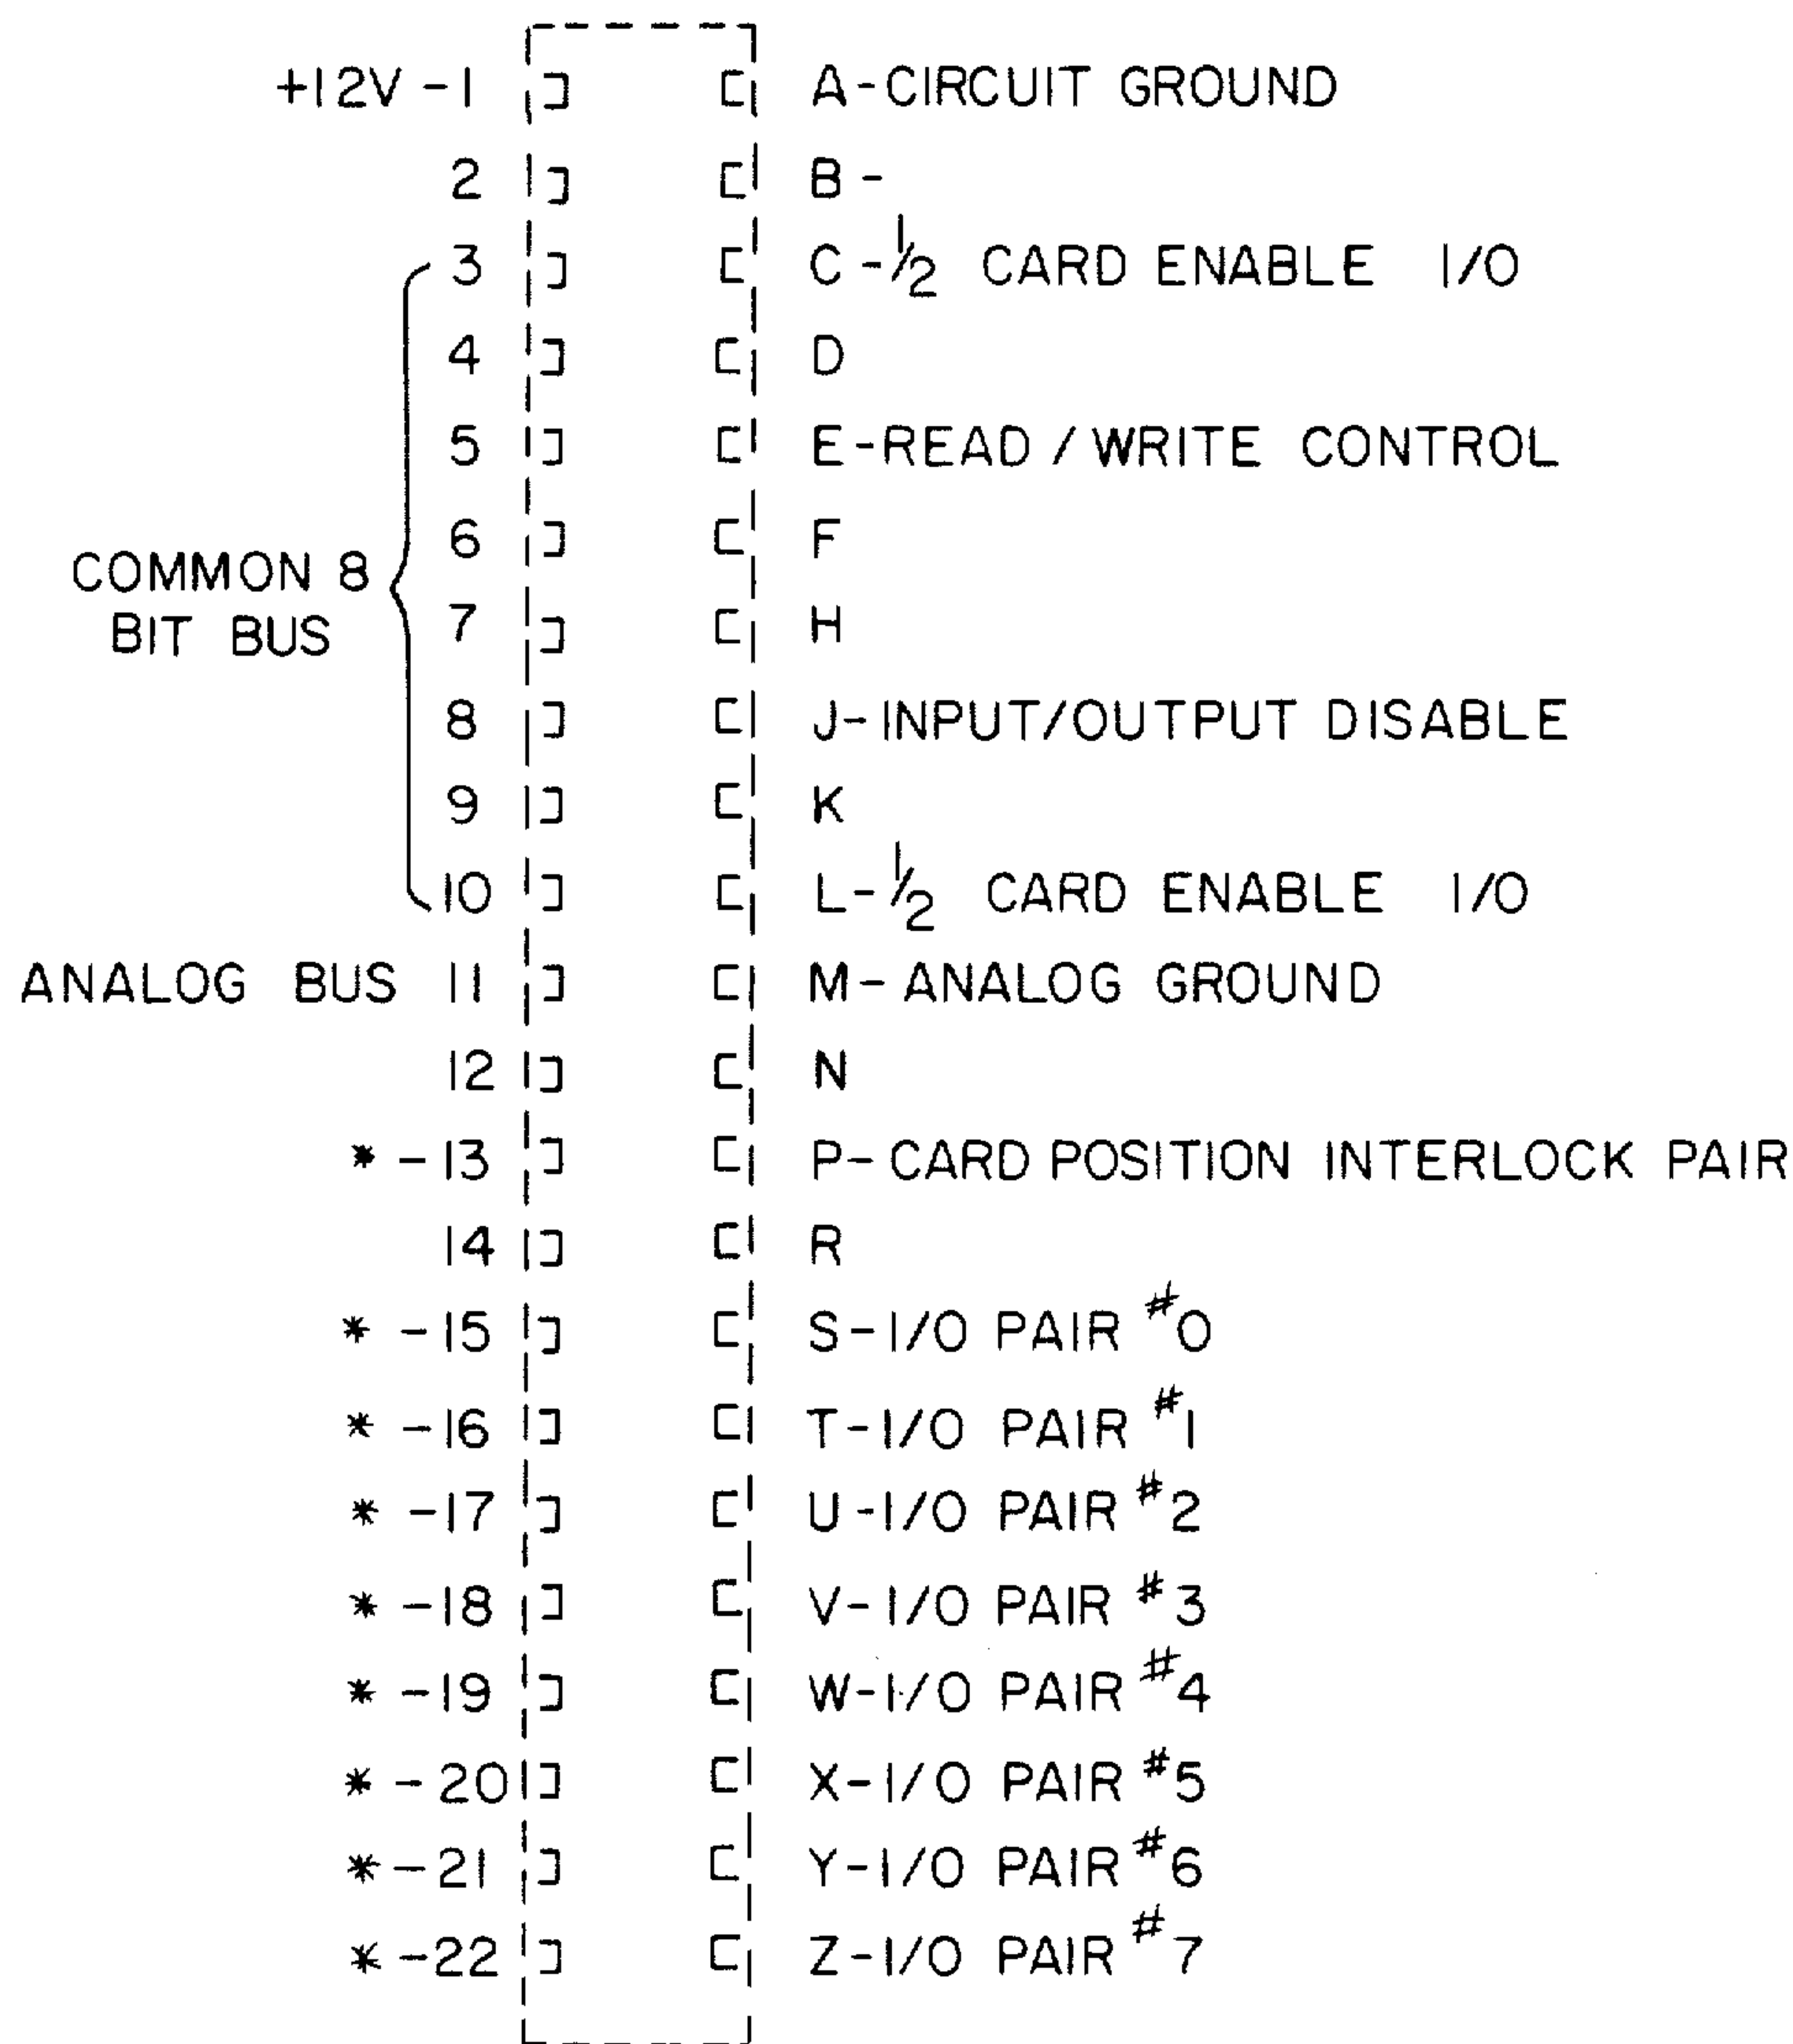 +12V -1 A-CIRCUIT GROUND
2 B-
3 C-1/2 CARD ENABLE I/O
4 D
5 E-READ / WRITE CONTROL
6 F
COMMON 8
BIT BUS
7 H
8 J-INPUT/OUTPUT DISABLE
9 K
10 L-1/2 CARD ENABLE I/O
ANALOG BUS 11 M-ANALOG GROUND
12 N
* -13 P-CARD POSITION INTERLOCK PAIR
14 R
* -15 S-I/O PAIR #0
* -16 T-I/O PAIR #1
* -17 U-I/O PAIR #2
* -18 V-I/O PAIR #3
* -19 W-I/O PAIR #4
* -20 X-I/O PAIR #5
* -21 Y-I/O PAIR #6
* -22 Z-I/O PAIR #7